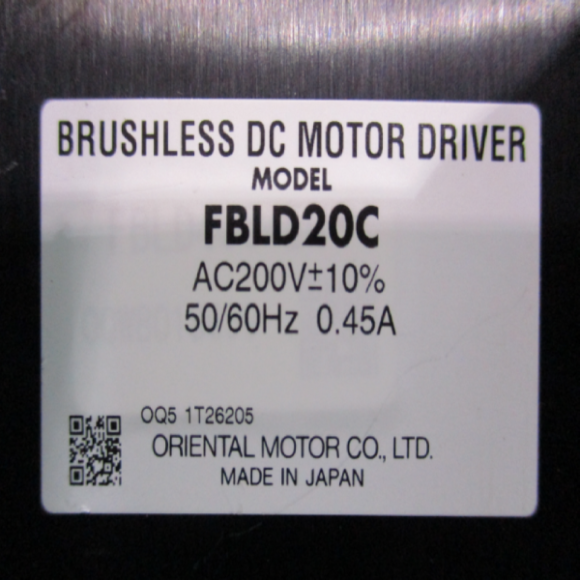 BRUSHLESS DC MOTOR DRIVER
MODEL
FBLD20C
AC200V±10%
50/60Hz 0.45A
OQ5 1T26205
ORIENTAL MOTOR CO., LTD.
MADE IN JAPAN